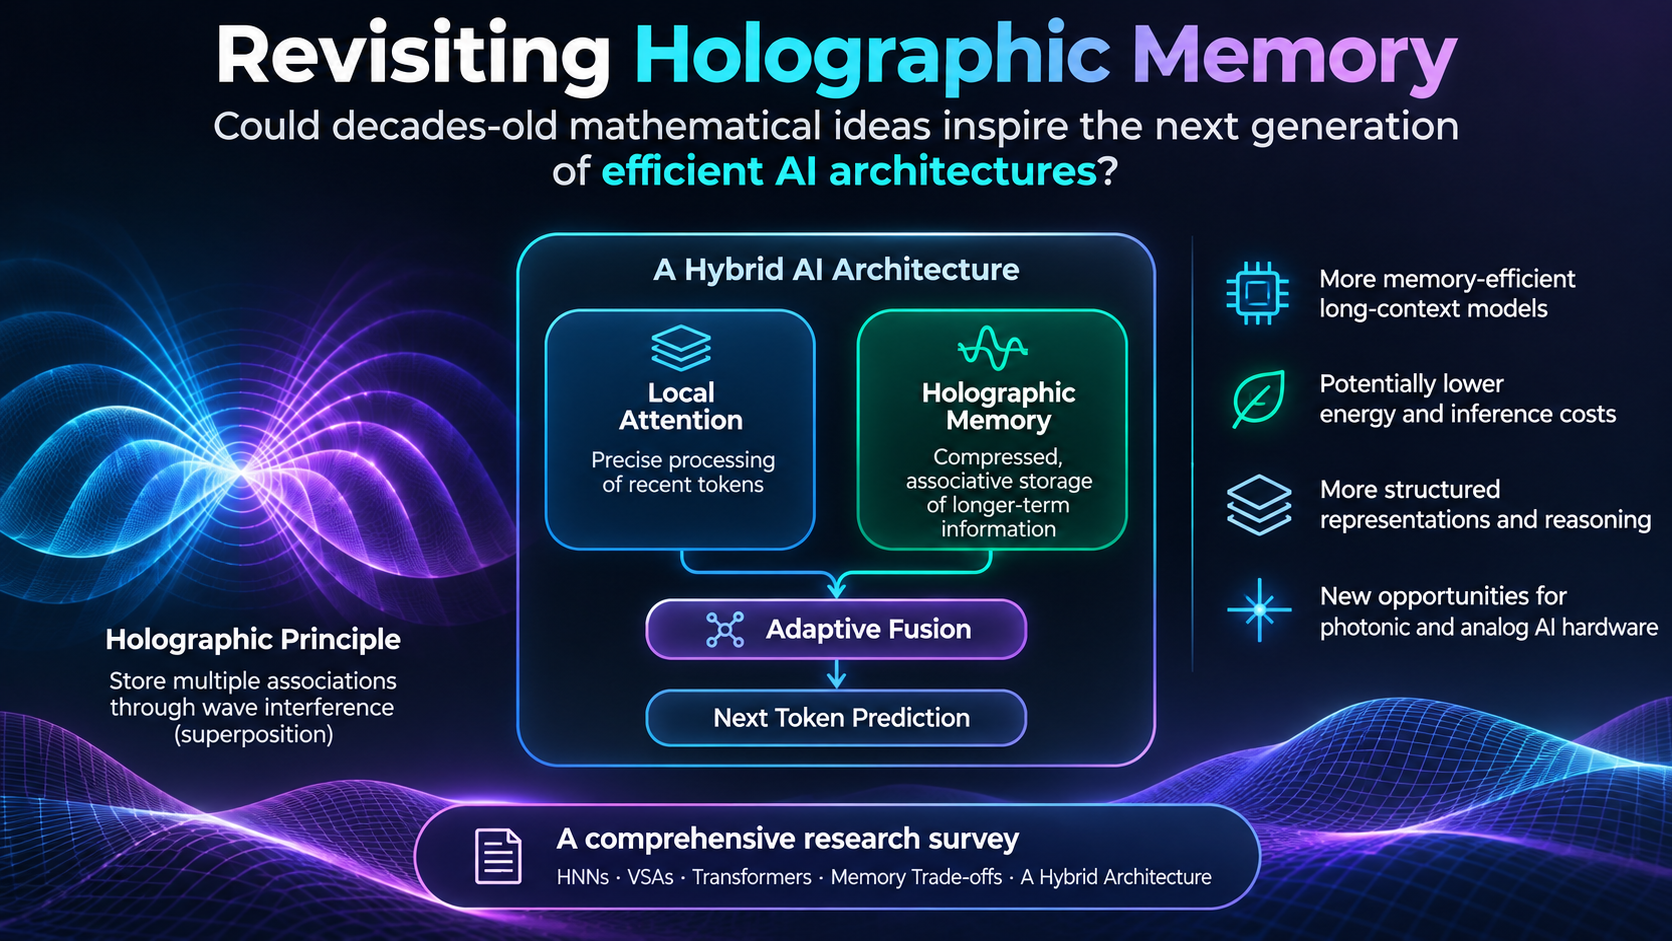 Revisiting Holographic Memory
Could decades-old mathematical ideas inspire the next generation
of efficient AI architectures?
Holographic Principle
Store multiple associations
through wave interference
(superposition)
A Hybrid AI Architecture
Local
Attention
Precise processing
of recent tokens
Holographic
Memory
Compressed,
associative storage
of longer-term
information
Adaptive Fusion
Next Token Prediction
More memory-efficient
long-context models
Potentially lower
energy and inference costs
More structured
representations and reasoning
New opportunities for
photonic and analog AI hardware
A comprehensive research survey
HNNs · VSAs · Transformers · Memory Trade-offs · A Hybrid Architecture